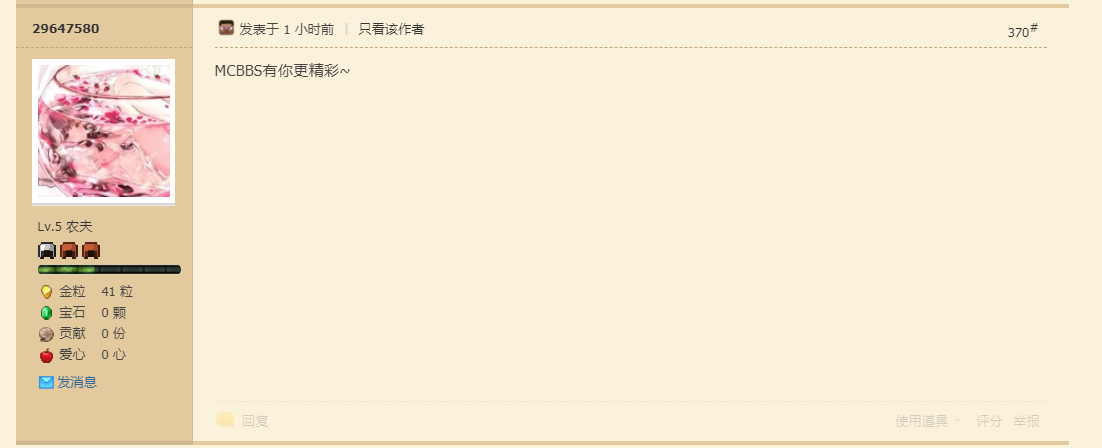 29647580
发表于 1 小时前 | 只看该作者
370#
MCBBS有你更精彩~
Lv.5 农夫
金粒 41 粒
宝石 0 颗
贡献 0 份
爱心 0 心
发消息
回复
使用道具 评分 举报